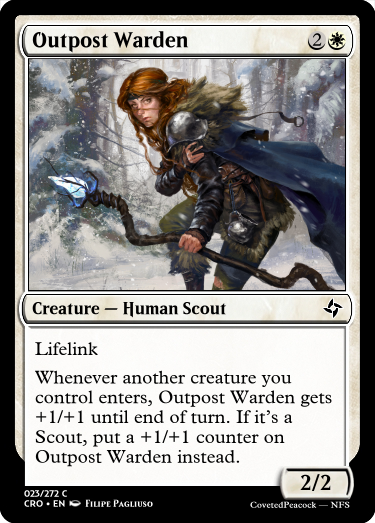 Outpost Warden 2
Creature — Human Scout
Lifelink
Whenever another creature you
control enters, Outpost Warden gets
+1/+1 until end of turn. If it's a
Scout, put a +1/+1 counter on
Outpost Warden instead.
2/2
023/272 C
CRO • EN Filipe Pagliuso
CovetedPeacock — NFS